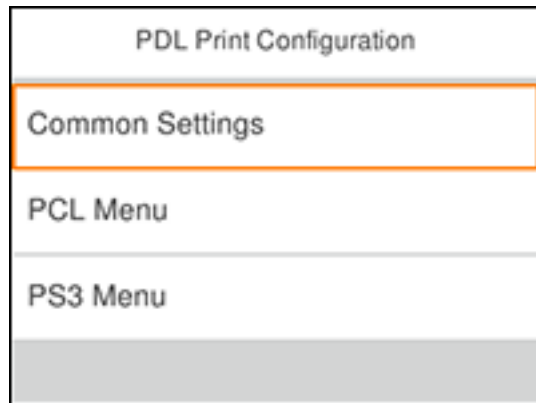 PDL Print Configuration
Common Settings
PCL Menu
PS3 Menu